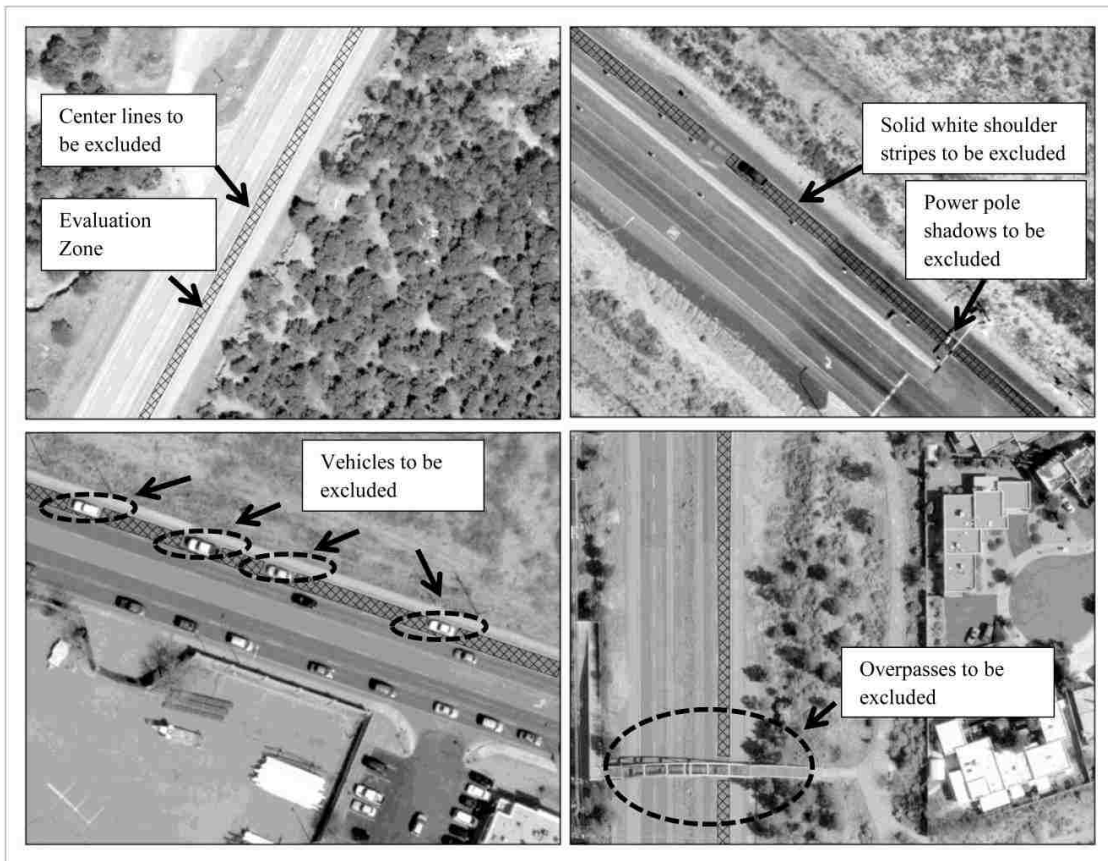 Center lines to
be excluded
Evaluation
Zone
Solid white shoulder
stripes to be excluded
Power pole
shadows to be
excluded
Vehicles to be
excluded
Overpasses to be
excluded